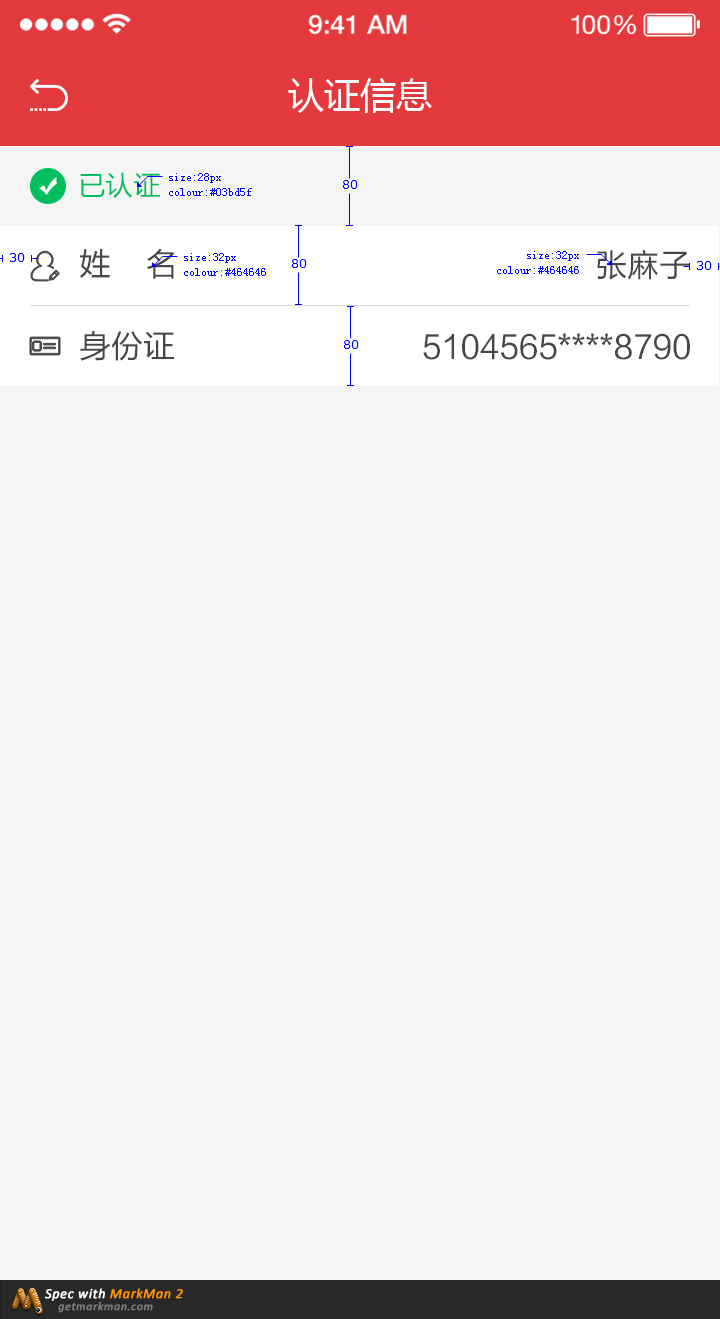 9:41 AM 100%
认证信息
已认证 size:28px
colour:#03bd5f
80
30 姓 名 size:32px
colour:#464646
80
size:32px
colour:#464646
张麻子 30
身份证 80 5104565****8790
Spec with MarkMan 2
getmarkman.com